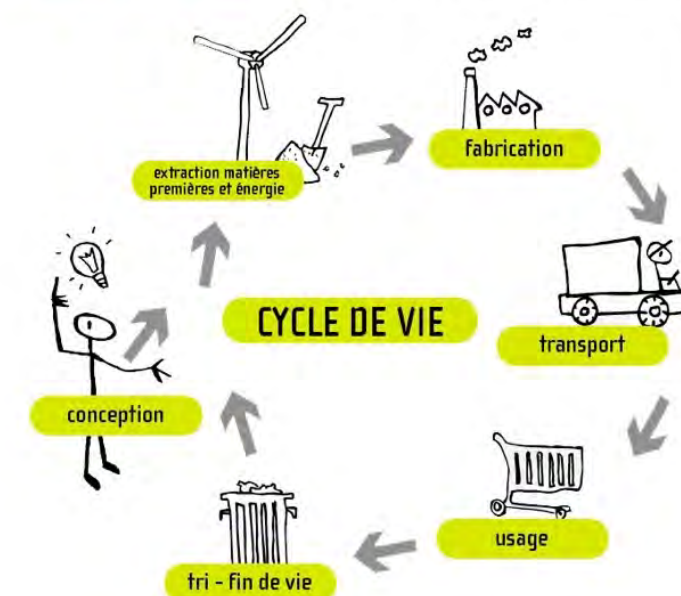 extraction matières
premières et énergie
fabrication
transport
usage
tri - fin de vie
conception
CYCLE DE VIE